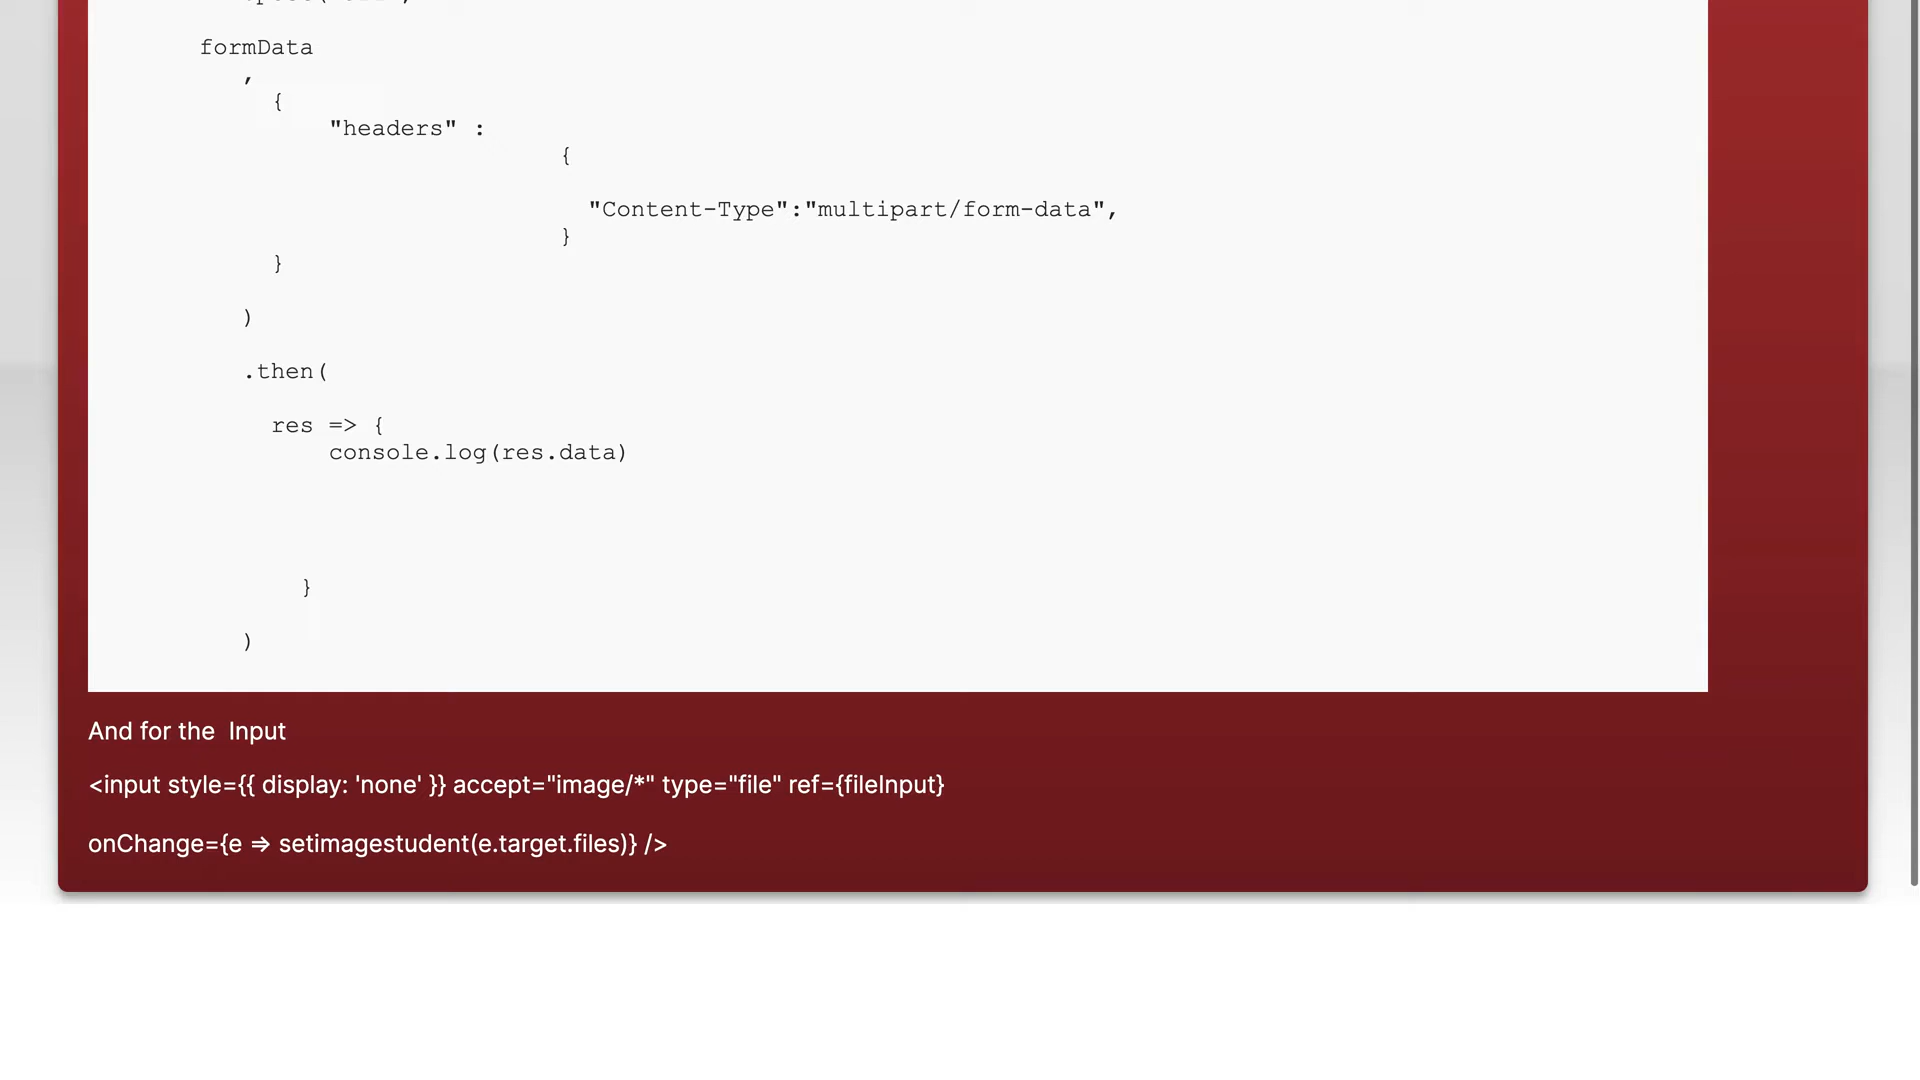 formData
,
{
"headers" :
{
"Content-Type":"multipart/form-data",
}
}
)
.then(
res => {
console.log(res.data)
}
)
And for the  Input
<input style={{ display: 'none' }} accept="image/*" type="file" ref={fileInput}
onChange={e => setimagestudent(e.target.files)} />